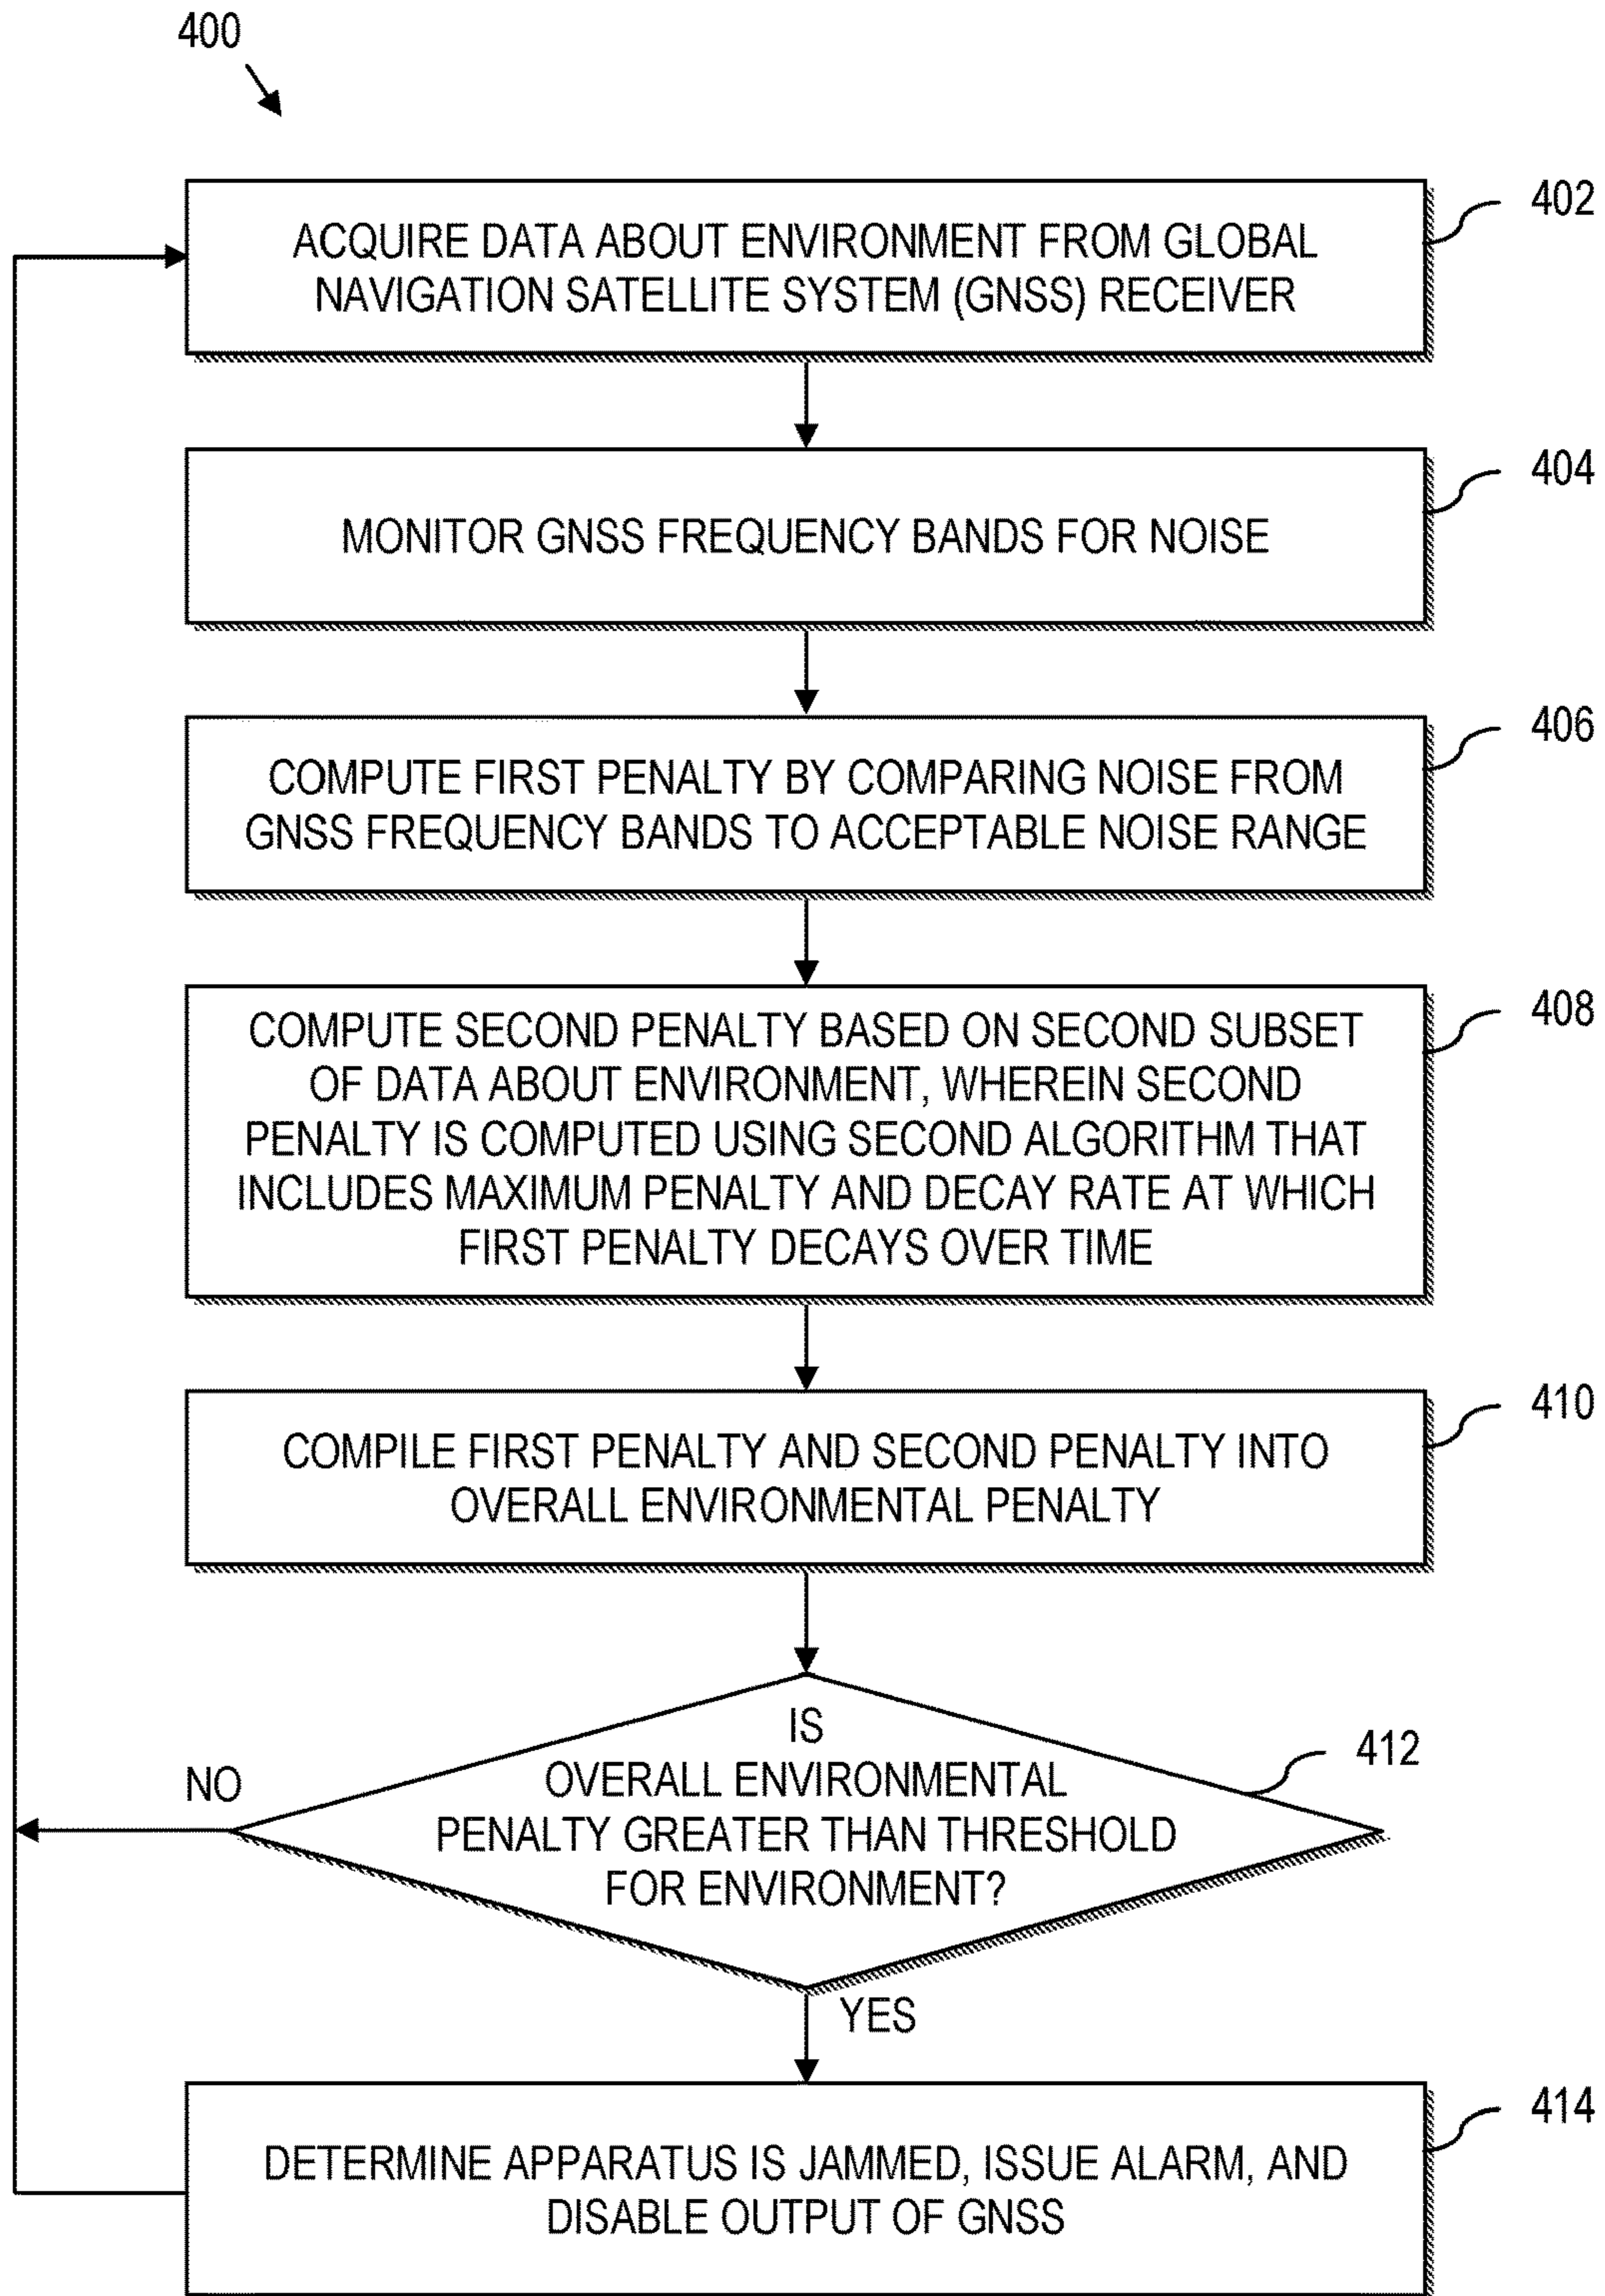 400
402
ACQUIRE DATA ABOUT ENVIRONMENT FROM GLOBAL
NAVIGATION SATELLITE SYSTEM (GNSS) RECEIVER
404
MONITOR GNSS FREQUENCY BANDS FOR NOISE
406
COMPUTE FIRST PENALTY BY COMPARING NOISE FROM
GNSS FREQUENCY BANDS TO ACCEPTABLE NOISE RANGE
408
COMPUTE SECOND PENALTY BASED ON SECOND SUBSET
OF DATA ABOUT ENVIRONMENT, WHEREIN SECOND
PENALTY IS COMPUTED USING SECOND ALGORITHM THAT
INCLUDES MAXIMUM PENALTY AND DECAY RATE AT WHICH
FIRST PENALTY DECAYS OVER TIME
410
COMPILE FIRST PENALTY AND SECOND PENALTY INTO
OVERALL ENVIRONMENTAL PENALTY
412
IS
OVERALL ENVIRONMENTAL
PENALTY GREATER THAN THRESHOLD
FOR ENVIRONMENT?
NO
YES
414
DETERMINE APPARATUS IS JAMMED, ISSUE ALARM, AND
DISABLE OUTPUT OF GNSS